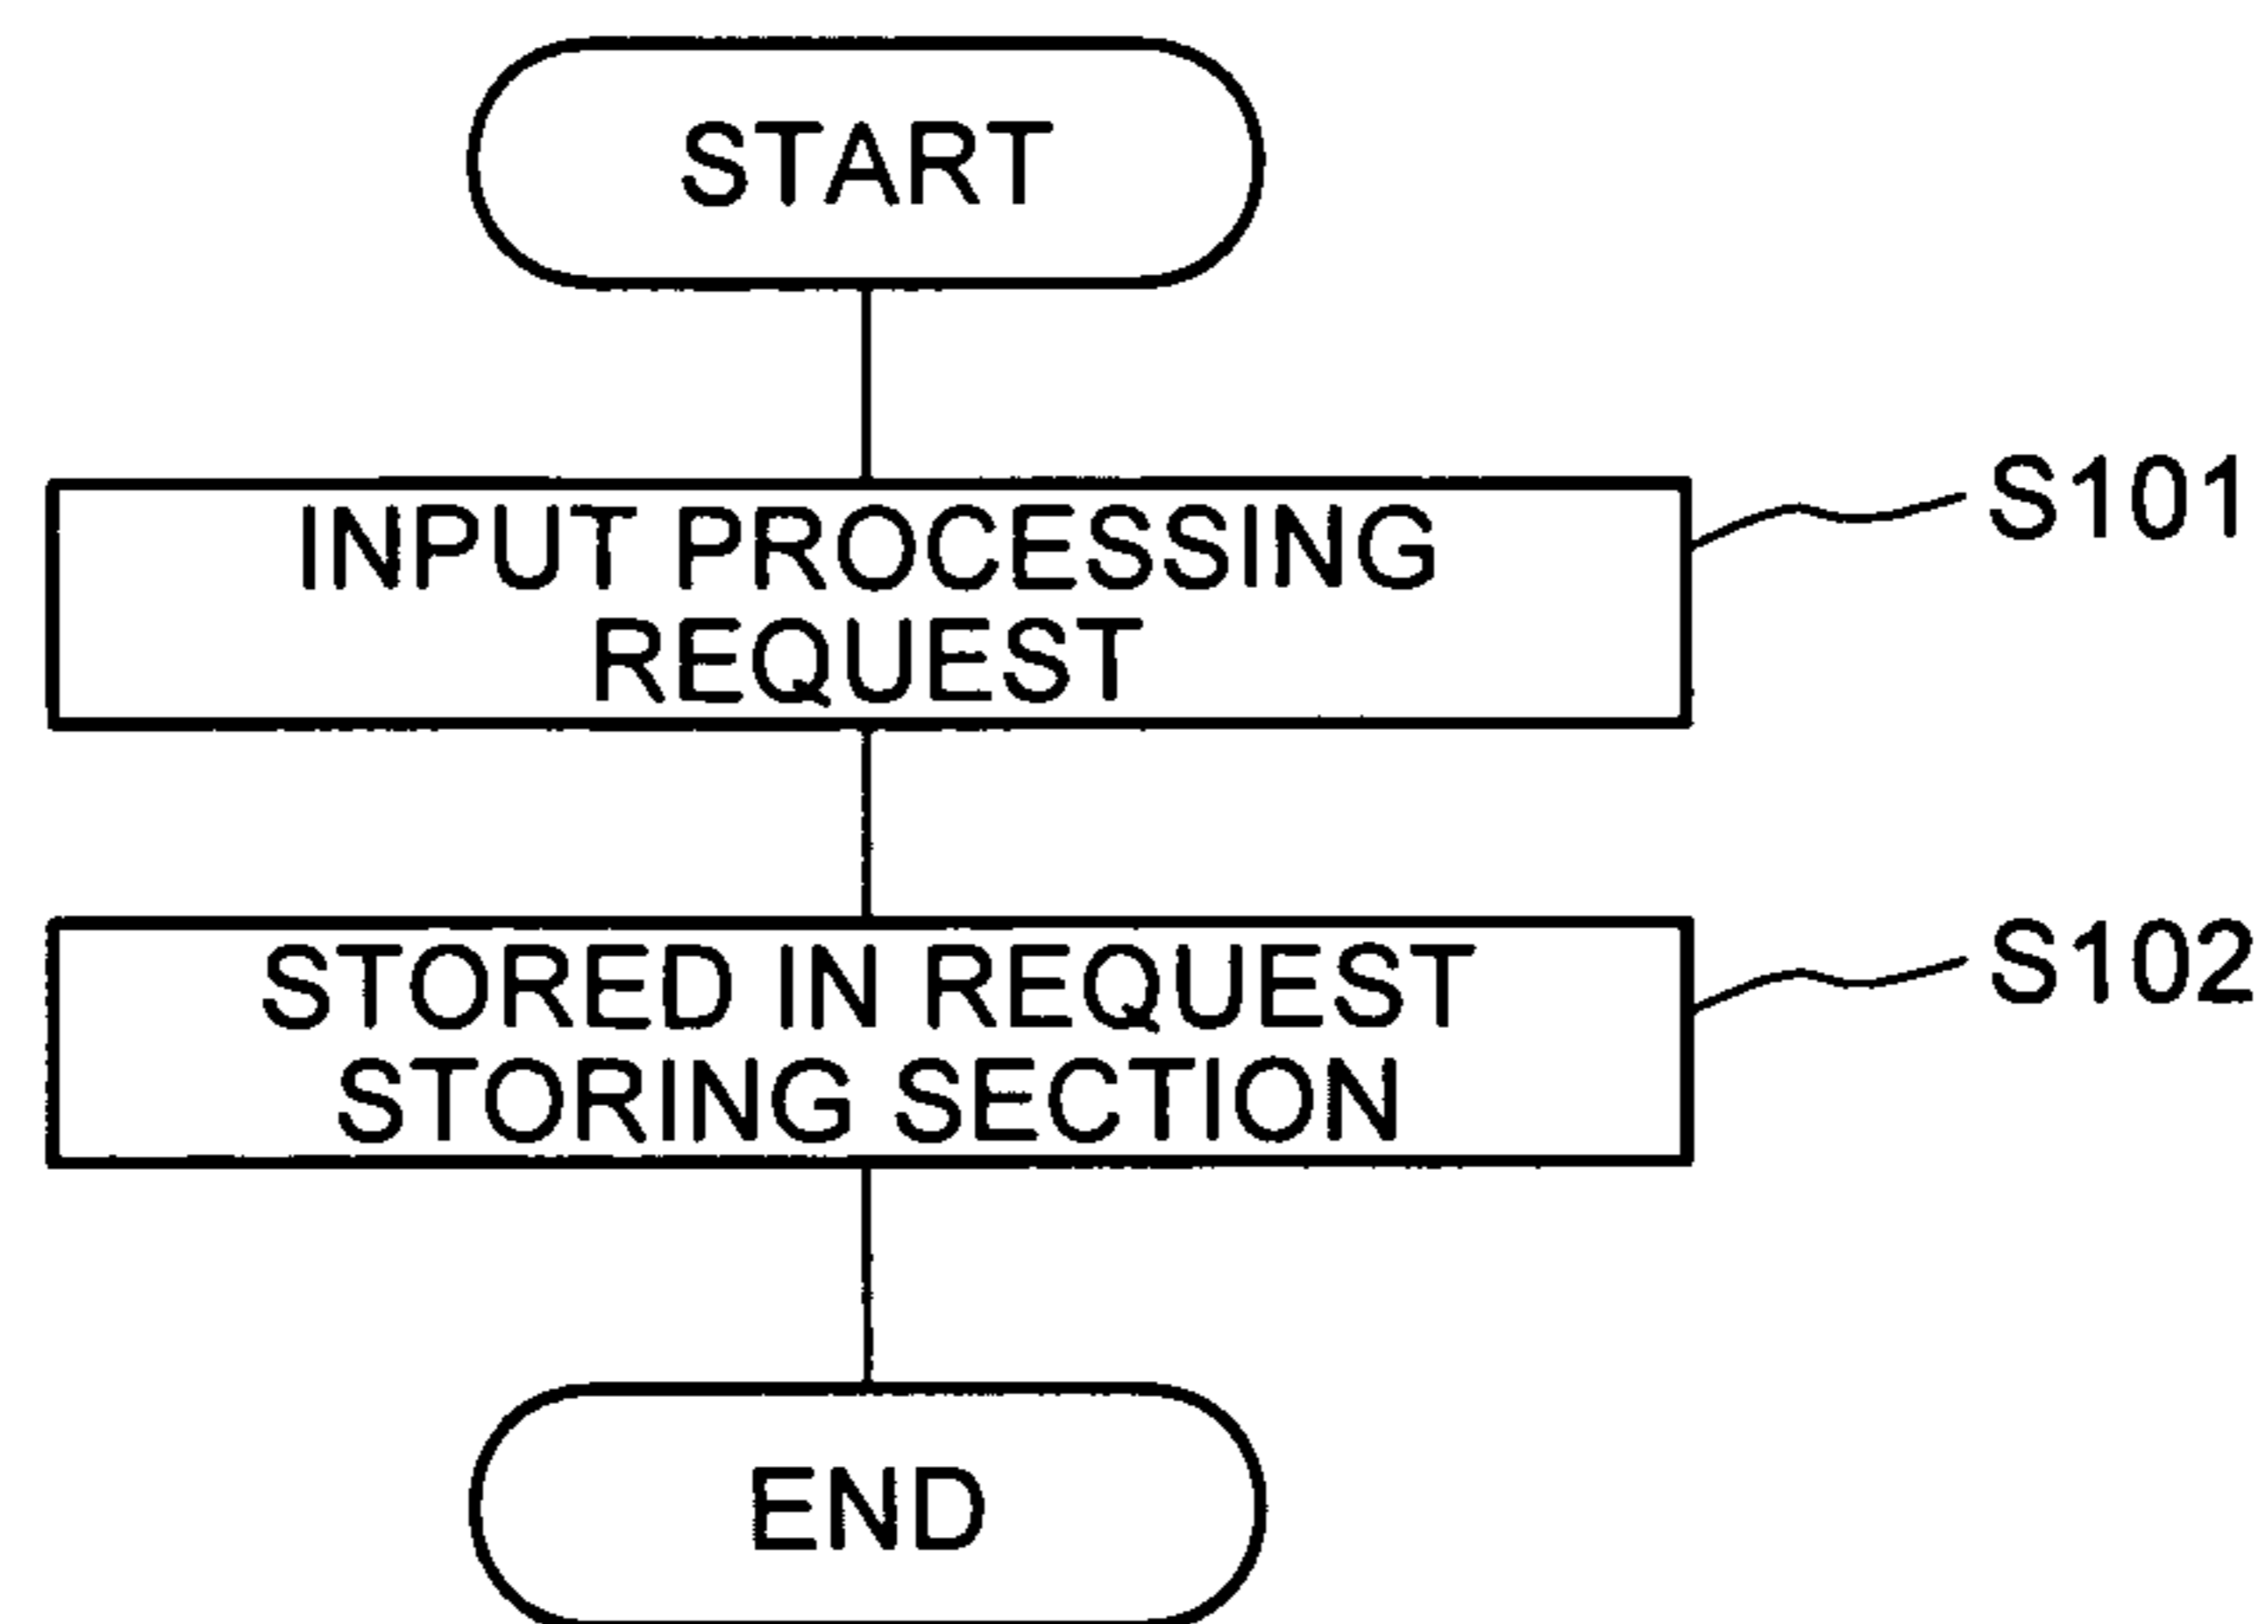 START
INPUT PROCESSING
REQUEST
S101
STORED IN REQUEST
STORING SECTION
S102
END